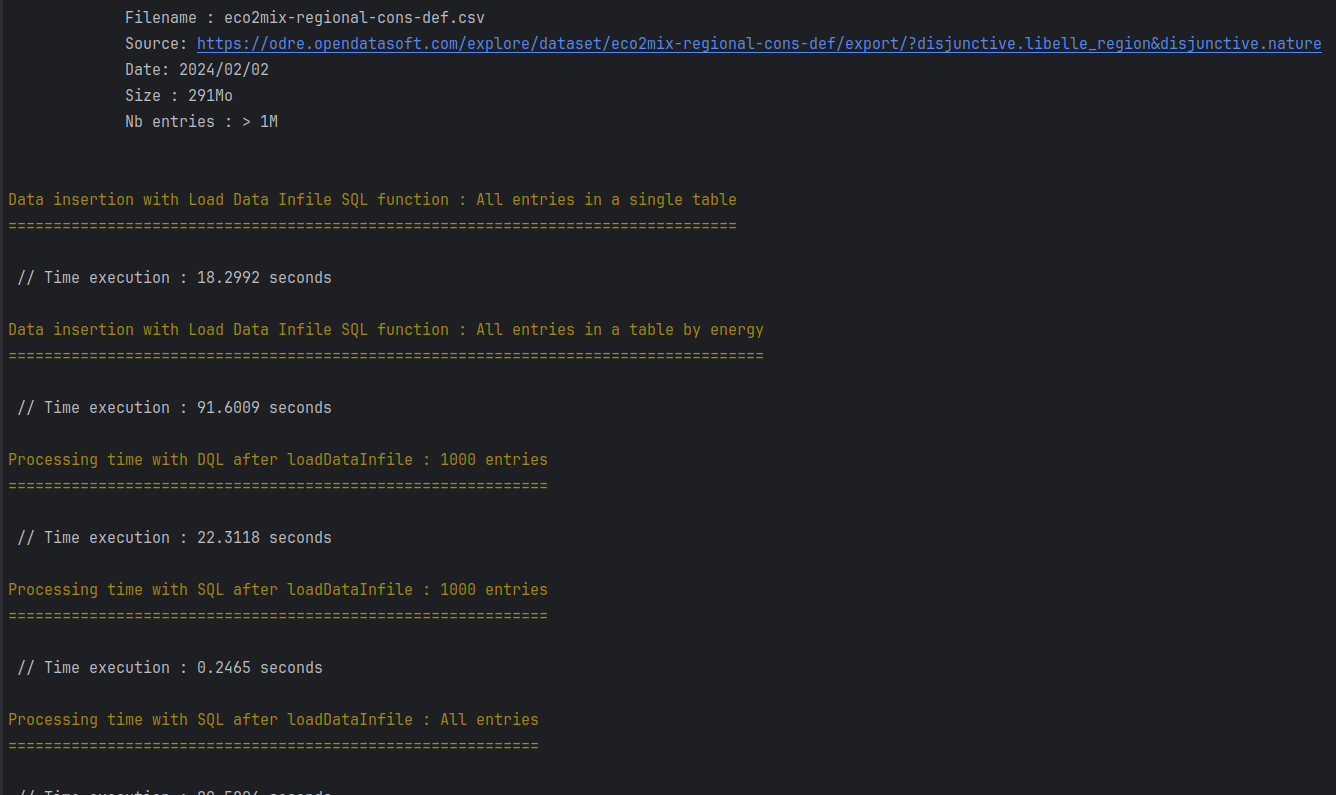 Filename : eco2mix-regional-cons-def.csv
Source: https://odre.opendatasoft.com/explore/dataset/eco2mix-regional-cons-def/export/?disjunctive.libelle_region&disjunctive.nature
Date: 2024/02/02
Size : 291Mo
Nb entries : > 1M
Data insertion with Load Data Infile SQL function : All entries in a single table
=================================================================================
// Time execution : 18.2992 seconds
Data insertion with Load Data Infile SQL function : All entries in a table by energy
====================================================================================
// Time execution : 91.6009 seconds
Processing time with DQL after loadDataInfile : 1000 entries
============================================================
// Time execution : 22.3118 seconds
Processing time with SQL after loadDataInfile : 1000 entries
============================================================
// Time execution : 0.2465 seconds
Processing time with SQL after loadDataInfile : All entries
===========================================================
// Time execution : seconds